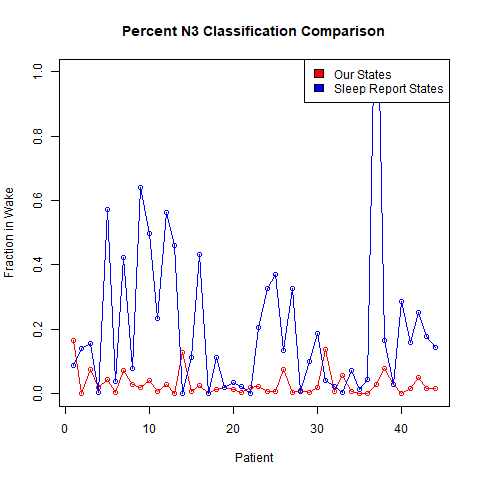 Percent N3 Classification Comparison
Our States
Sleep Report States
Fraction in Wake
1.0
0.8
0.6
0.4
0.2
0.0
0 10 20 30 40
Patient